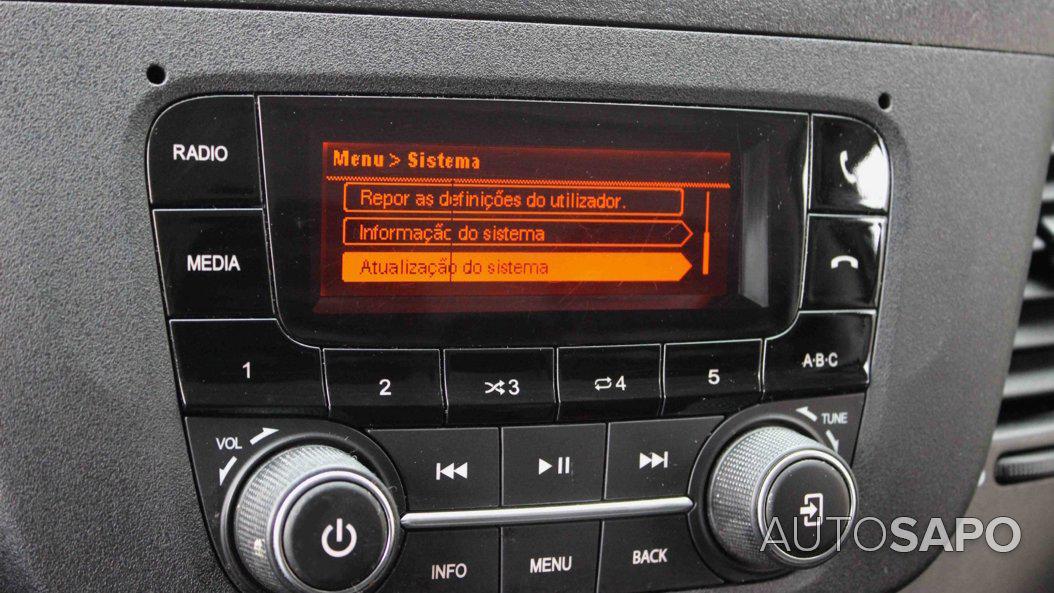 RADIO
Menu > Sistema
Repor as definições do utilizador.
Informação do sistema
Atualização do sistema
MEDIA
1
2
3
4
5
A·B·C
VOL
TUNE
INFO
MENU
BACK
AUTOSAPO